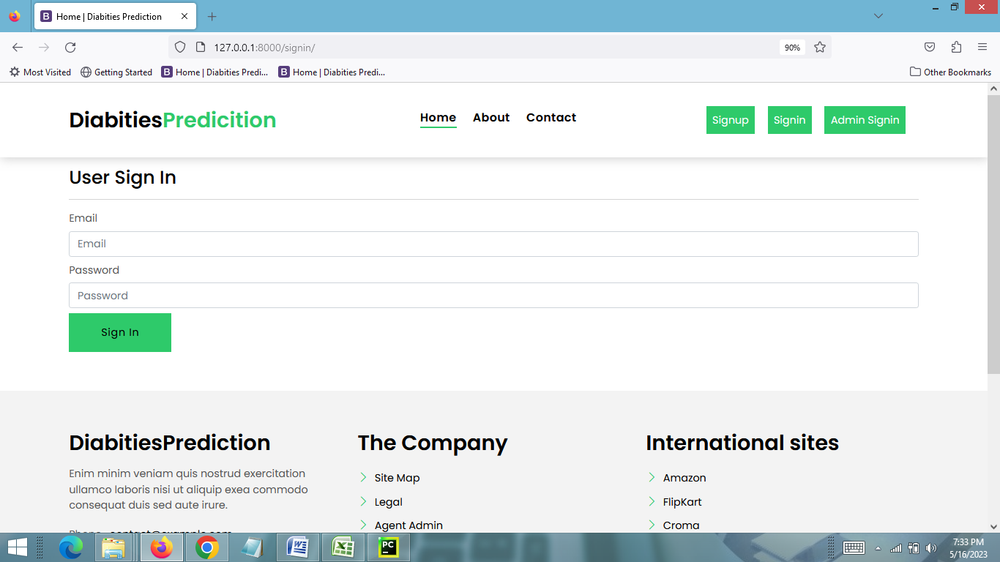 Home | Diabities Prediction
127.0.0.1:8000/signin/
90%
Most Visited
Getting Started
Home | Diabities Predi...
Home | Diabities Predi...
Other Bookmarks
DiabitiesPredicition
Home
About
Contact
Signup
Signin
Admin Signin
User Sign In
Email
Email
Password
Password
Sign In
DiabitiesPrediction
Enim minim veniam quis nostrud exercitation
ullamco laboris nisi ut aliquip exea commodo
consequat duis sed aute irure.
Phone contact@example.com
The Company
Site Map
Legal
Agent Admin
International sites
Amazon
FlipKart
Croma
7:33 PM
5/16/2023